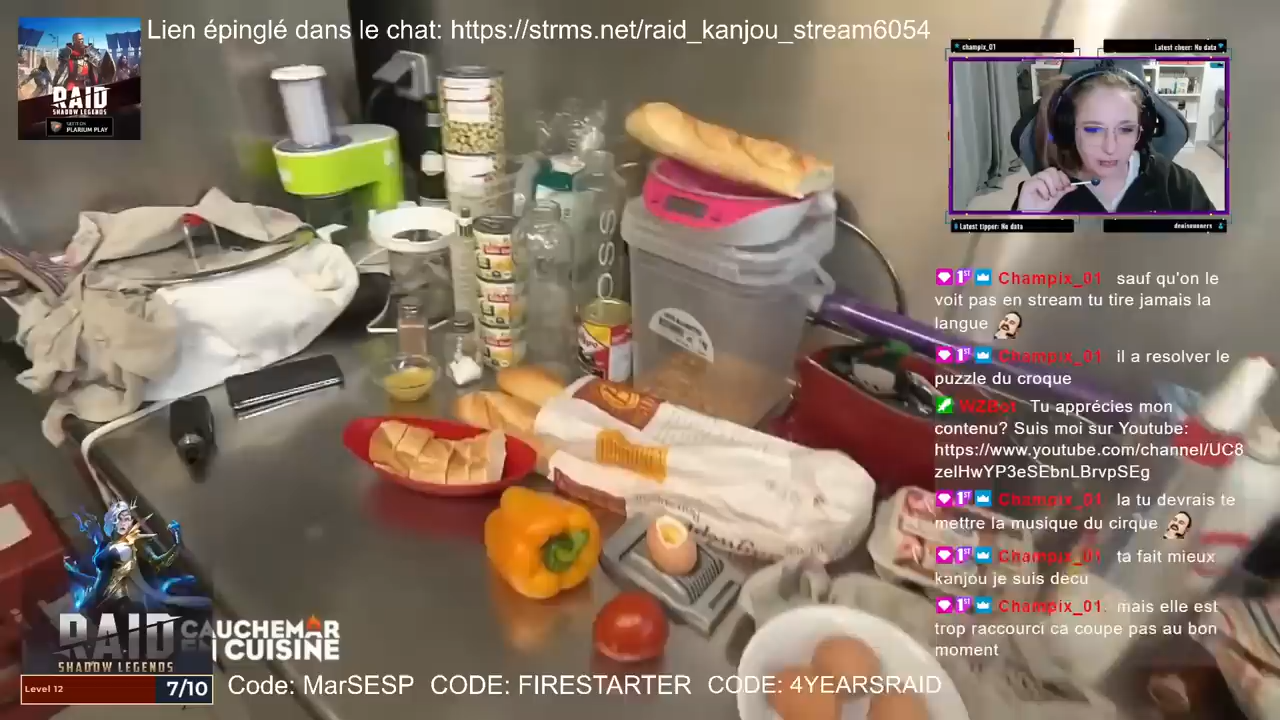 Lien épinglé dans le chat: https://strms.net/raid_kanjou_stream6054
RAID
SHADOW LEGENDS
PLARIUM PLAY
champix_01
Latest cheer: No data
Latest tipper: No data
Champix_01 sauf qu'on le
voit pas en stream tu tire jamais la
langue
Champix_01 il a resolver le
puzzle du croque
WZBot Tu apprécies mon
contenu? Suis moi sur Youtube:
https://www.youtube.com/channel/UC8
zelHwYP3eSEbnLBrvpSEg
Champix_01 la tu devrais te
mettre la musique du cirque
Champix_01 ta fait mieux
kanjou je suis decu
Champix_01 mais elle est
trop raccourci ca coupe pas au bon
moment
RAID
SHADOW LEGENDS
CAUCHEMAR
EN CUISINE
Level 12
7/10
Code: MarSESP CODE: FIRESTARTER CODE: 4YEARSRAID